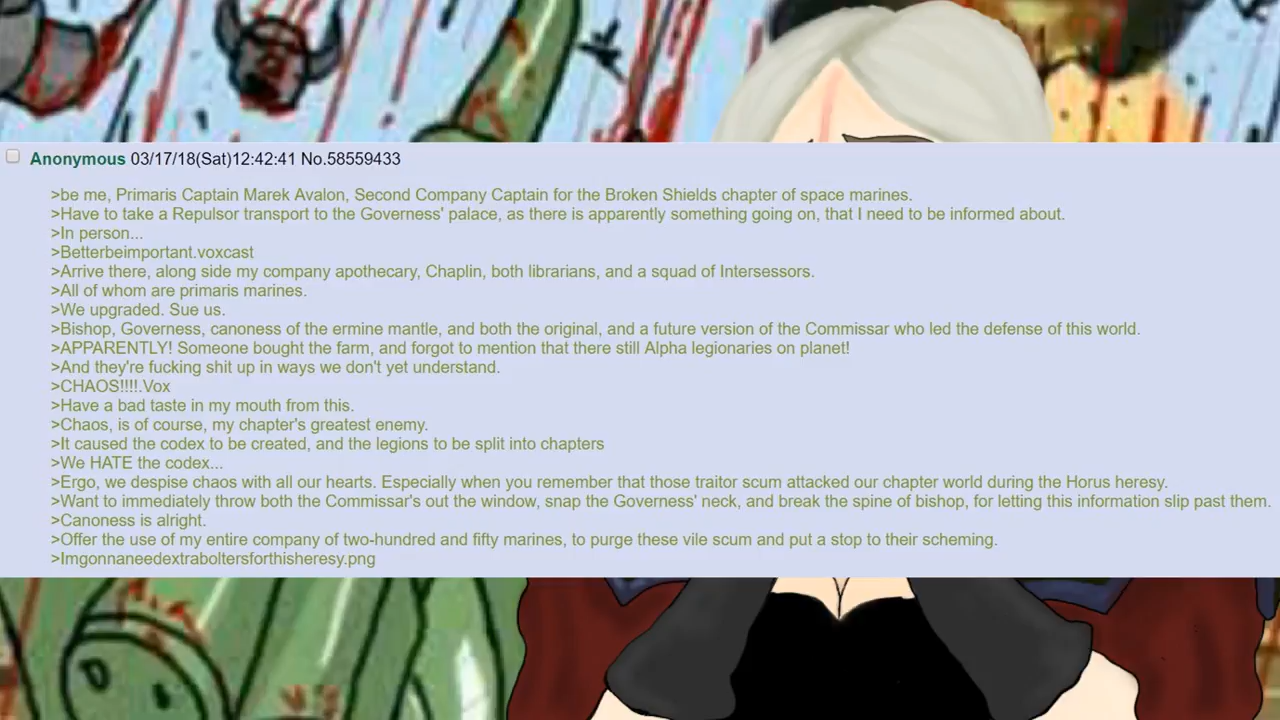 Anonymous 03/17/18(Sat)12:42:41 No.58559433
>be me, Primaris Captain Marek Avalon, Second Company Captain for the Broken Shields chapter of space marines.
>Have to take a Repulsor transport to the Governess' palace, as there is apparently something going on, that I need to be informed about.
>In person...
>Betterbeimportant.voxcast
>Arrive there, along side my company apothecary, Chaplin, both librarians, and a squad of Intersessors.
>All of whom are primaris marines.
>We upgraded. Sue us.
>Bishop, Governess, canoness of the ermine mantle, and both the original, and a future version of the Commissar who led the defense of this world.
>APPARENTLY! Someone bought the farm, and forgot to mention that there still Alpha legionaries on planet!
>And they're fucking shit up in ways we don't yet understand.
>CHAOS!!!!.Vox
>Have a bad taste in my mouth from this.
>Chaos, is of course, my chapter's greatest enemy.
>It caused the codex to be created, and the legions to be split into chapters
>We HATE the codex...
>Ergo, we despise chaos with all our hearts. Especially when you remember that those traitor scum attacked our chapter world during the Horus heresy.
>Want to immediately throw both the Commissar's out the window, snap the Governess' neck, and break the spine of bishop, for letting this information slip past them.
>Canoness is alright.
>Offer the use of my entire company of two-hundred and fifty marines, to purge these vile scum and put a stop to their scheming.
>Imgonnaneedextraboltersforthisheresy.png